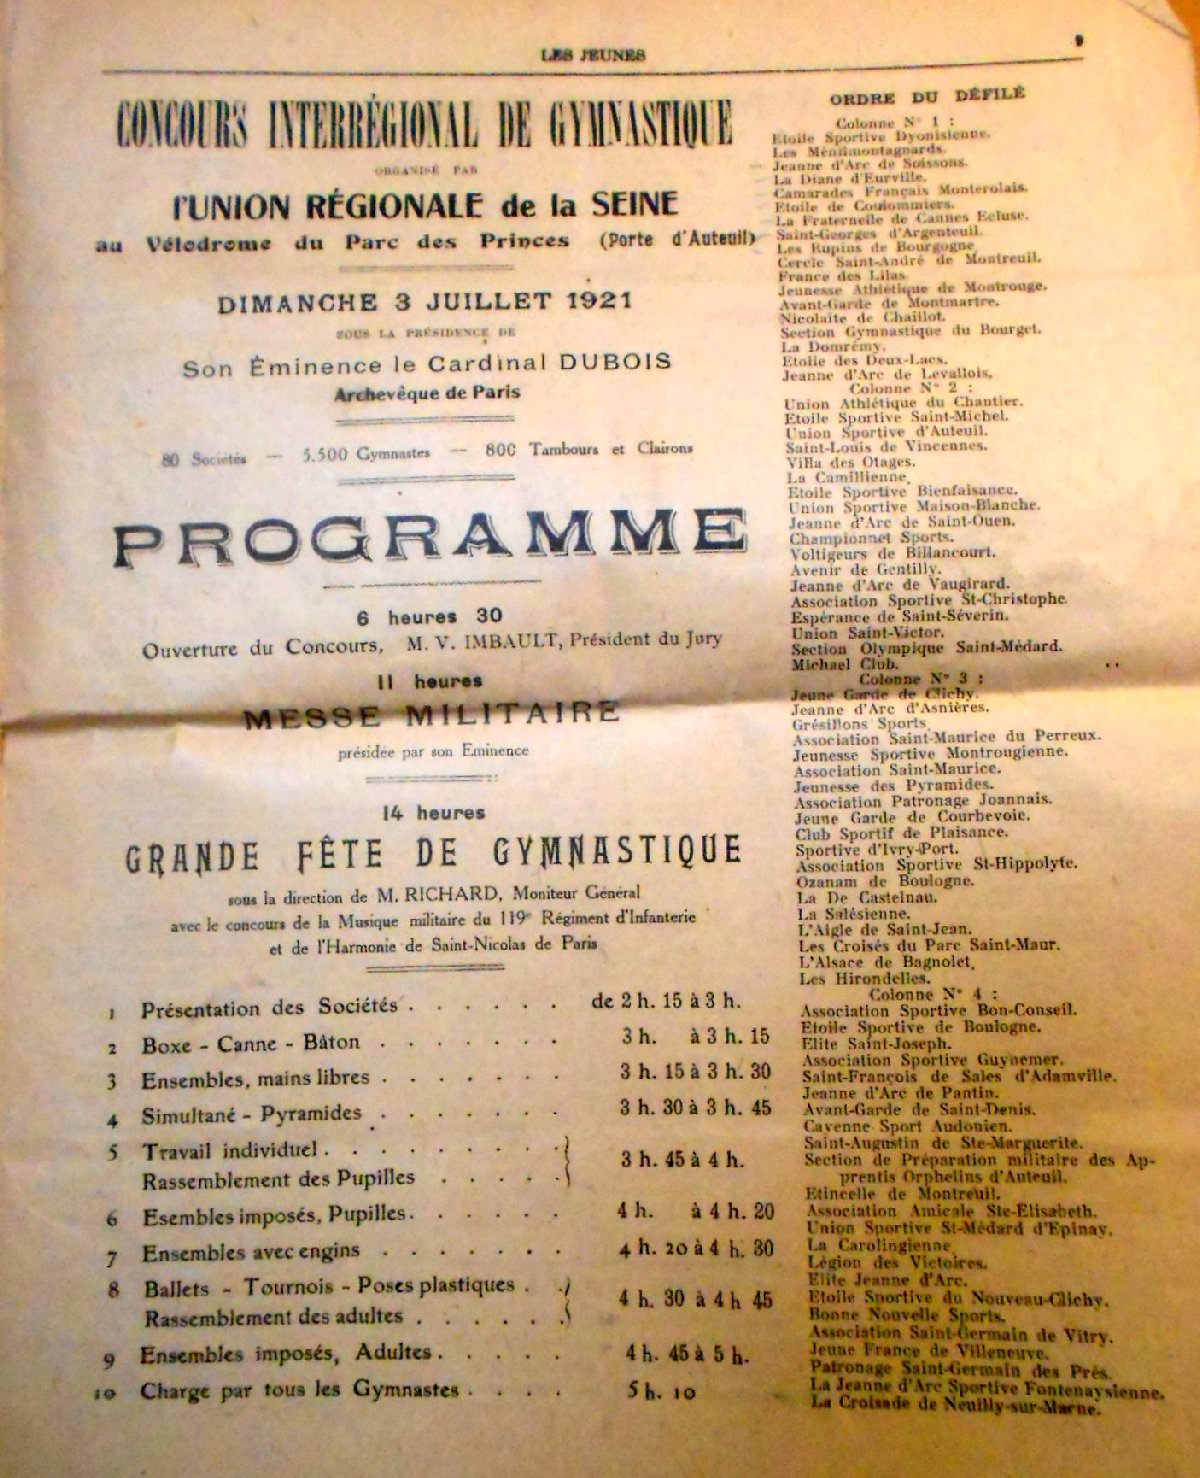 LES JEUNES
9
CONCOURS INTERRÉGIONAL DE GYMNASTIQUE
ORGANISÉ PAR
l'UNION RÉGIONALE de la SEINE
au Vélodrome du Parc des Princes (Porte d'Auteuil)
DIMANCHE 3 JUILLET 1921
SOUS LA PRÉSIDENCE DE
Son Éminence le Cardinal DUBOIS
Archevêque de Paris
80 Sociétés — 5.500 Gymnastes — 800 Tambours et Clairons
PROGRAMME
6 heures 30
Ouverture du Concours, M. V. IMBAULT, Président du Jury
11 heures
MESSE MILITAIRE
présidée par son Eminence
14 heures
GRANDE FÊTE DE GYMNASTIQUE
sous la direction de M. RICHARD, Moniteur Général
avec le concours de la Musique militaire du 119e Régiment d'Infanterie
et de l'Harmonie de Saint-Nicolas de Paris
1 Présentation des Sociétés . . . . . . de 2 h. 15 à 3 h.
2 Boxe - Canne - Bâton . . . . . . . 3 h. à 3 h. 15
3 Ensembles, mains libres . . . . . . . 3 h. 15 à 3 h. 30
4 Simultané - Pyramides . . . . . . . 3 h. 30 à 3 h. 45
5 Travail individuel . . . . . . . . . 3 h. 45 à 4 h.
Rassemblement des Pupilles . . . . .
6 Esembles imposés, Pupilles. . . . . . 4 h. à 4 h. 20
7 Ensembles avec engins . . . . . . . 4 h. 20 à 4 h. 30
8 Ballets - Tournois - Poses plastiques . . 4 h. 30 à 4 h 45
Rassemblement des adultes . . . . . .
9 Ensembles imposés, Adultes. . . . . 4 h. 45 à 5 h.
10 Charge par tous les Gymnastes . . . . 5 h. 10
ORDRE DU DÉFILÉ
Colonne N° 1 :
Etoile Sportive Dyonisienne.
Les Ménilmontagnards.
Jeanne d'Arc de Soissons.
La Diane d'Eurville.
Camarades Français Monterolais.
Etoile de Coulommiers.
La Fraternelle de Cannes Ecluse.
Saint-Georges d'Argenteuil.
Les Rupins de Bourgogne
Cercle Saint-André de Montreuil.
France des Lilas
Jeunesse Athlétique de Montrouge.
Avant-Garde de Montmartre.
Nicolaïte de Chaillot.
Section Gymnastique du Bourget.
La Domrémy.
Etoile des Deux-Lacs.
Jeanne d'Arc de Levallois.
Colonne N° 2 :
Union Athlétique du Chantier.
Etoile Sportive Saint-Michel.
Union Sportive d'Auteuil.
Saint-Louis de Vincennes.
Villa des Otages.
La Camillienne.
Etoile Sportive Bienfaisance.
Union Sportive Maison-Blanche.
Jeanne d'Arc de Saint-Ouen.
Championnet Sports.
Voltigeurs de Billancourt.
Avenir de Gentilly.
Jeanne d'Arc de Vaugirard.
Association Sportive St-Christophe.
Espérance de Saint-Séverin.
Union Saint-Victor.
Section Olympique Saint-Médard.
Michael Club.
Colonne N° 3 :
Jeune Garde de Clichy.
Jeanne d'Arc d'Asnières.
Grésillons Sports
Association Saint-Maurice du Perreux.
Jeunesse Sportive Montrougienne.
Association Saint-Maurice.
Jeunesse des Pyramides.
Association Patronage Joannais.
Jeune Garde de Courbevoie.
Club Sportif de Plaisance.
Sportive d'Ivry-Port.
Association Sportive St-Hippolyte.
Ozanam de Boulogne.
La De Castelnau.
La Salésienne.
L'Aigle de Saint-Jean.
Les Croisés du Parc Saint-Maur.
L'Alsace de Bagnolet.
Les Hirondelles.
Colonne N° 4 :
Association Sportive Bon-Conseil.
Etoile Sportive de Boulogne.
Elite Saint-Joseph.
Association Sportive Guynemer.
Saint-François de Sales d'Adamville.
Jeanne d'Arc de Pantin.
Avant-Garde de Saint-Denis.
Cayenne Sport Audonien.
Saint-Augustin de Ste-Marguerite.
Section de Préparation militaire des Ap-
prentis Orphelins d'Auteuil.
Etincelle de Montreuil.
Association Amicale Ste-Elisabeth.
Union Sportive St-Médard d'Epinay.
La Carolingienne
Légion des Victoires.
Elite Jeanne d'Arc.
Etoile Sportive du Nouveau-Clichy.
Bonne Nouvelle Sports.
Association Saint-Germain de Vitry.
Jeune France de Villeneuve.
Patronage Saint-Germain des Prés
La Jeanne d'Arc Sportive Fontenaysienne.
La Croisade de Neuilly-sur-Marne.